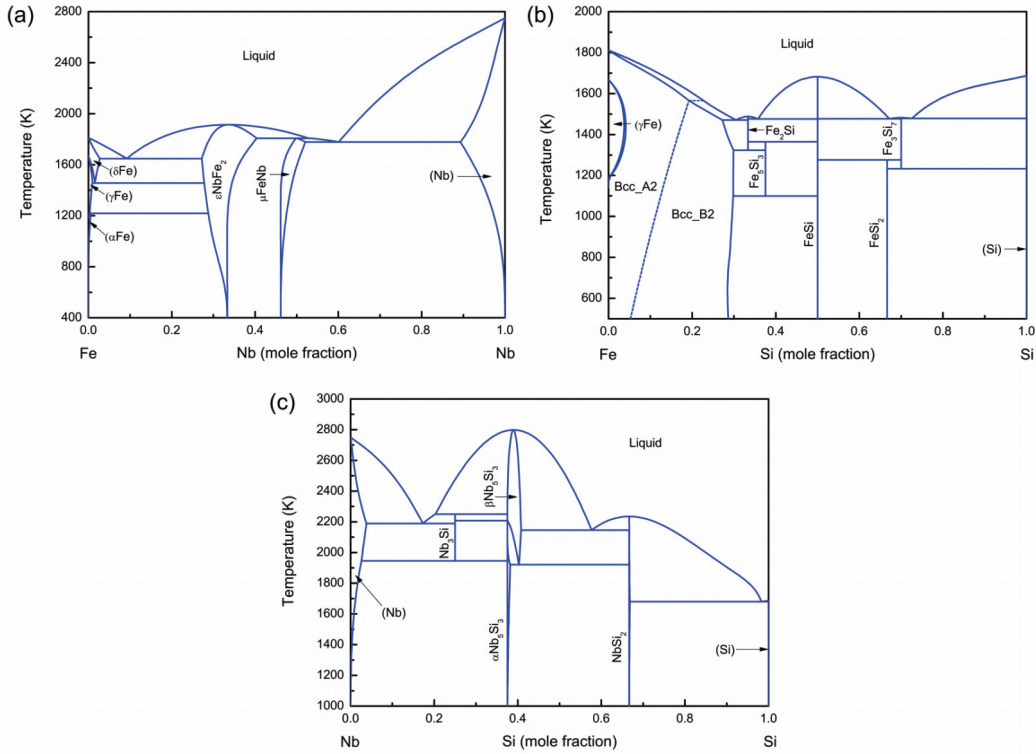 (a)
2800
2400
2000
1600
1200
800
400
Temperature (K)
Liquid
(δFe)
(γFe)
(αFe)
εNbFe₂
μFeNb
(Nb)
0.0 0.2 0.4 0.6 0.8 1.0
Fe Nb (mole fraction) Nb
(b)
2000
1800
1600
1400
1200
1000
800
600
Temperature (K)
Liquid
(γFe)
Bcc_A2
Bcc_B2
Fe₂Si
Fe₅Si₃
FeSi
FeSi₂
Fe₃Si₇
(Si)
0.0 0.2 0.4 0.6 0.8 1.0
Fe Si (mole fraction) Si
(c)
3000
2800
2600
2400
2200
2000
1800
1600
1400
1200
1000
Temperature (K)
Liquid
(Nb)
Nb₃Si
βNb₅Si₃
αNb₅Si₃
NbSi₂
(Si)
0.0 0.2 0.4 0.6 0.8 1.0
Nb Si (mole fraction) Si